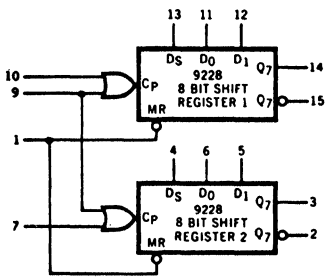 13 11 12
DS D0 D1
10 9228 Q7 14
9 CP 8 BIT SHIFT
MR REGISTER 1 Q7 15
1
4 6 5
DS D0 D1
9228 Q7 3
7 CP 8 BIT SHIFT
MR REGISTER 2 Q7 2